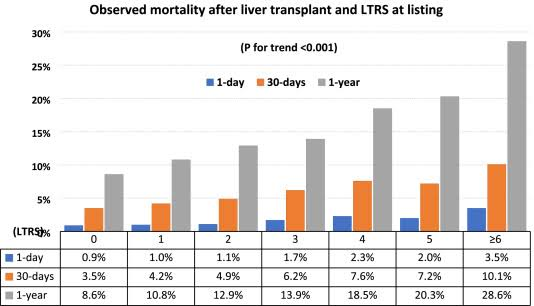 Observed mortality after liver transplant and LTRS at listing
30%
(P for trend <0.001)
25%
1-day 30-days 1-year
20%
15%
10%
5%
0%
(LTRS) 0 1 2 3 4 5 ≥6
1-day 0.9% 1.0% 1.1% 1.7% 2.3% 2.0% 3.5%
30-days 3.5% 4.2% 4.9% 6.2% 7.6% 7.2% 10.1%
1-year 8.6% 10.8% 12.9% 13.9% 18.5% 20.3% 28.6%